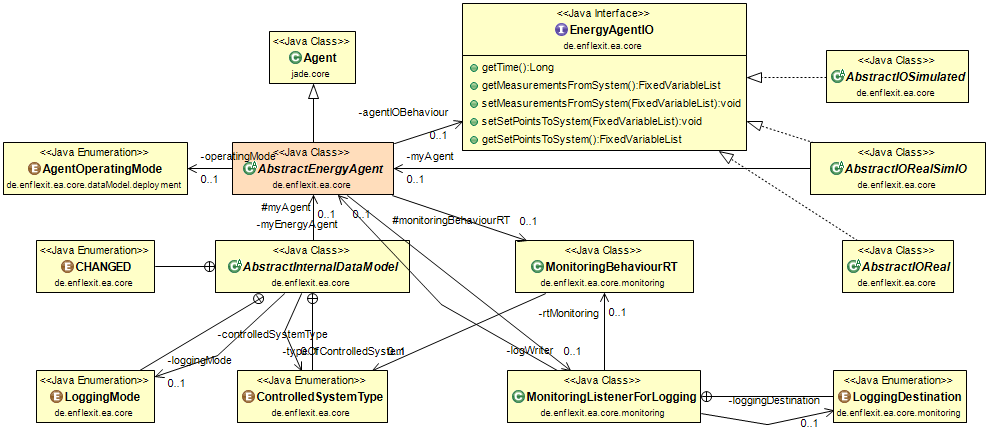 <<Java Interface>>
EnergyAgentIO
de.enflexit.ea.core
getTime():Long
getMeasurementsFromSystem():FixedVariableList
setMeasurementsFromSystem(FixedVariableList):void
setSetPointsToSystem(FixedVariableList):void
getSetPointsToSystem():FixedVariableList
<<Java Class>>
Agent
jade.core
<<Java Class>>
AbstractIOSimulated
de.enflexit.ea.core
-agentIOBehaviour
0..1
<<Java Enumeration>>
AgentOperatingMode
de.enflexit.ea.core.dataModel.deployment
-operatingMode
0..1
<<Java Class>>
AbstractEnergyAgent
de.enflexit.ea.core
-myAgent
0..1
<<Java Class>>
AbstractIORealSimIO
de.enflexit.ea.core
#myAgent
0..1
0..1
-myEnergyAgent
#monitoringBehaviourRT
0..1
<<Java Enumeration>>
CHANGED
de.enflexit.ea.core
<<Java Class>>
AbstractInternalDataModel
de.enflexit.ea.core
<<Java Class>>
MonitoringBehaviourRT
de.enflexit.ea.core.monitoring
<<Java Class>>
AbstractIOReal
de.enflexit.ea.core
-rtMonitoring
0..1
-controlledSystemType
-loggingMode
0..1
-typeOfControlledSystem
-logWriter
0..1
<<Java Enumeration>>
LoggingMode
de.enflexit.ea.core
<<Java Enumeration>>
ControlledSystemType
de.enflexit.ea.core
<<Java Class>>
MonitoringListenerForLogging
de.enflexit.ea.core.monitoring
-loggingDestination
0..1
<<Java Enumeration>>
LoggingDestination
de.enflexit.ea.core.monitoring